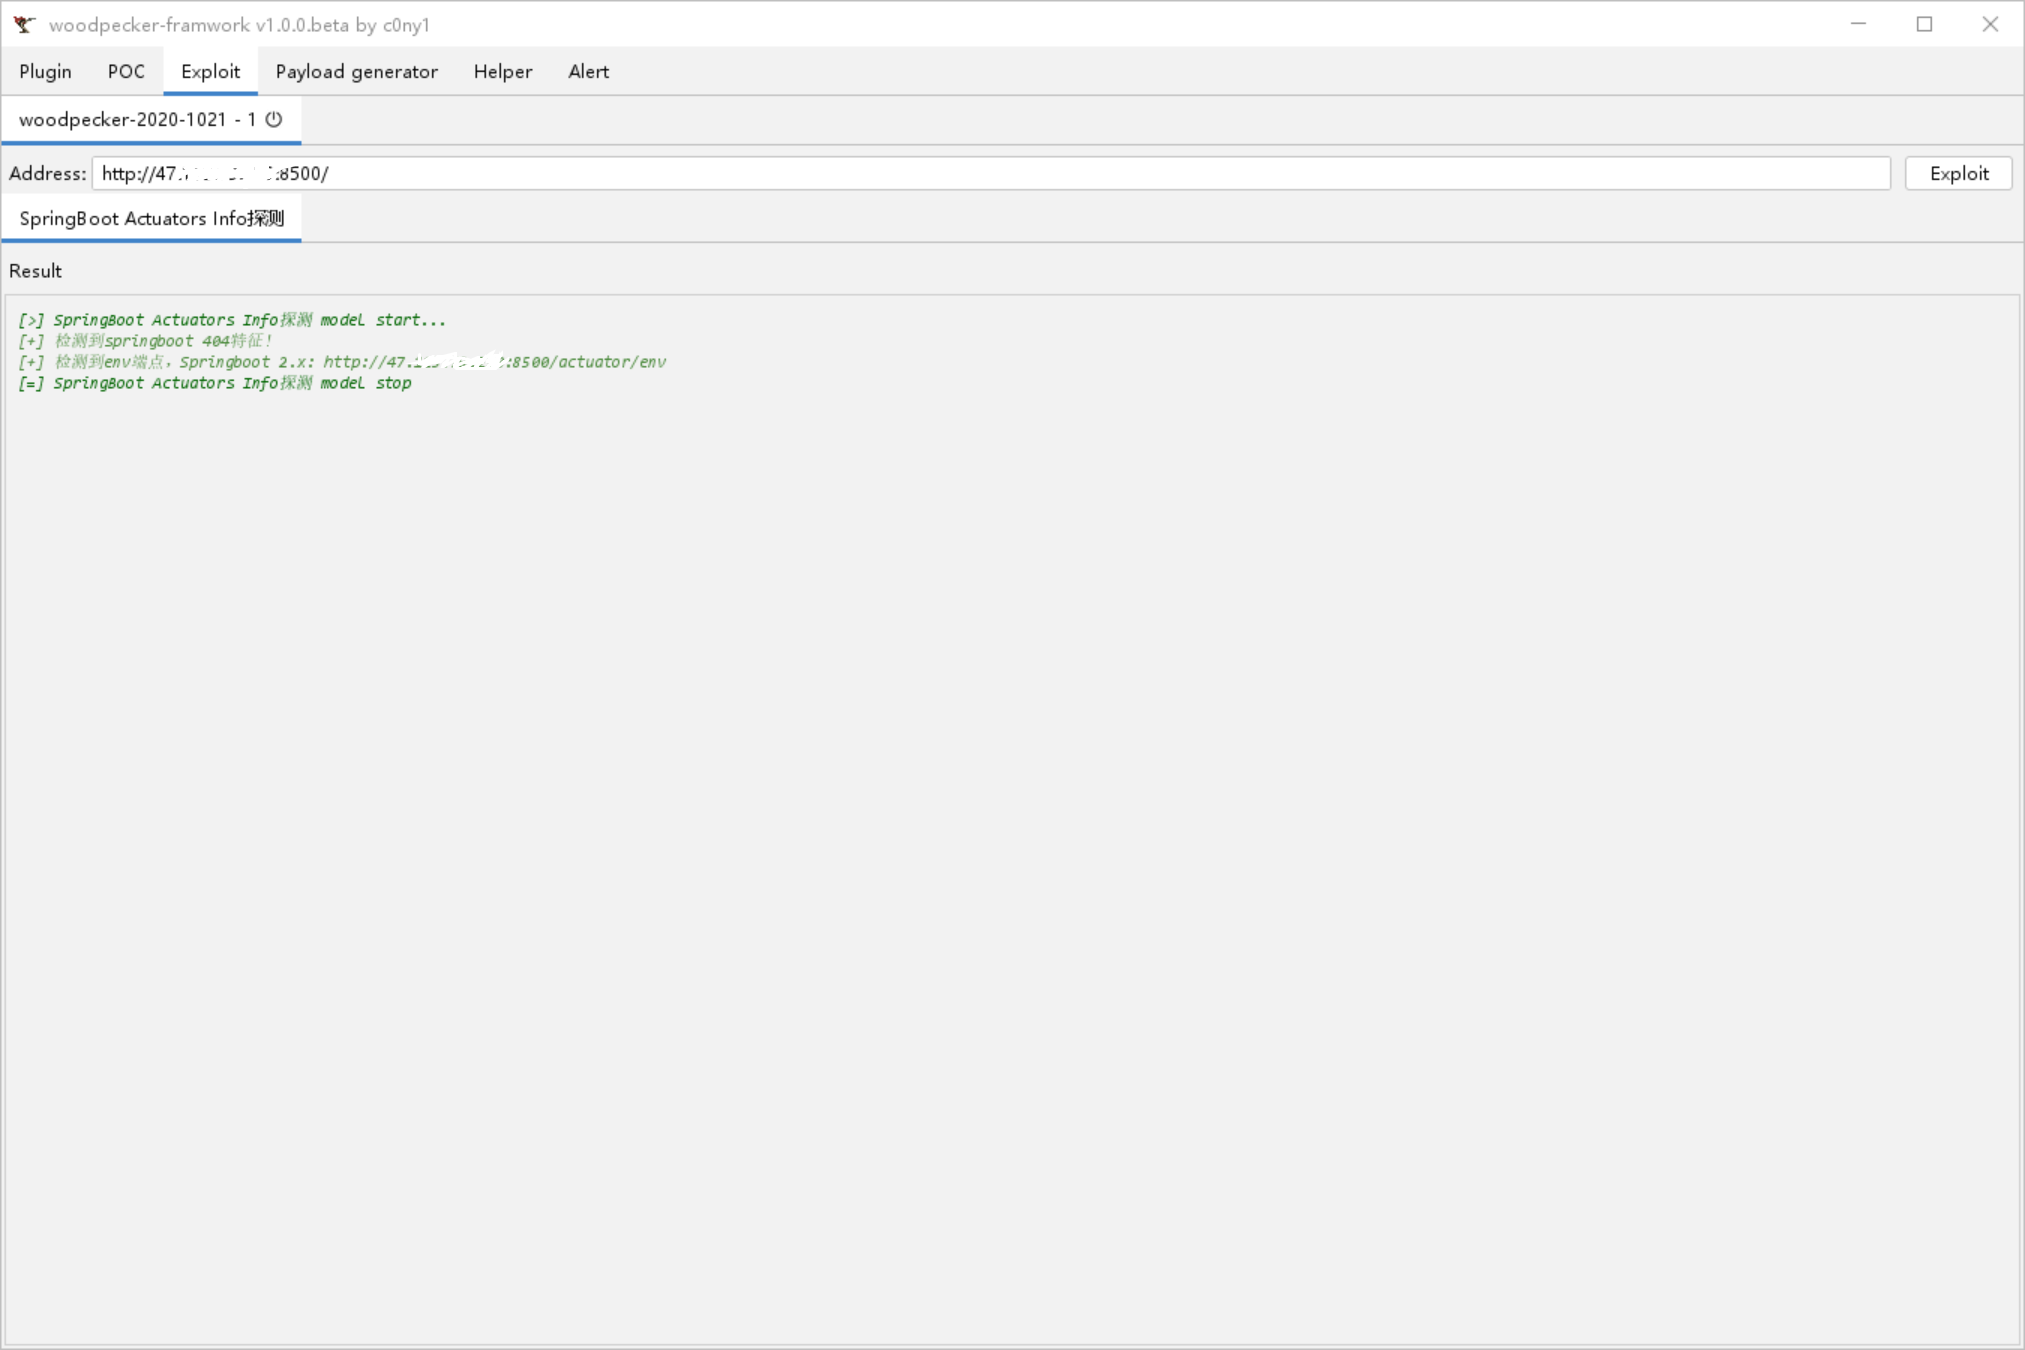 woodpecker-framwork v1.0.0.beta by c0ny1
Plugin POC Exploit Payload generator Helper Alert
woodpecker-2020-1021 - 1
Address: http://47. :8500/ Exploit
SpringBoot Actuators Info探测
Result
[>] SpringBoot Actuators Info探测 model start...
[+] 检测到springboot 404特征!
[+] 检测到env端点，Springboot 2.x: http://47. :8500/actuator/env
[=] SpringBoot Actuators Info探测 model stop